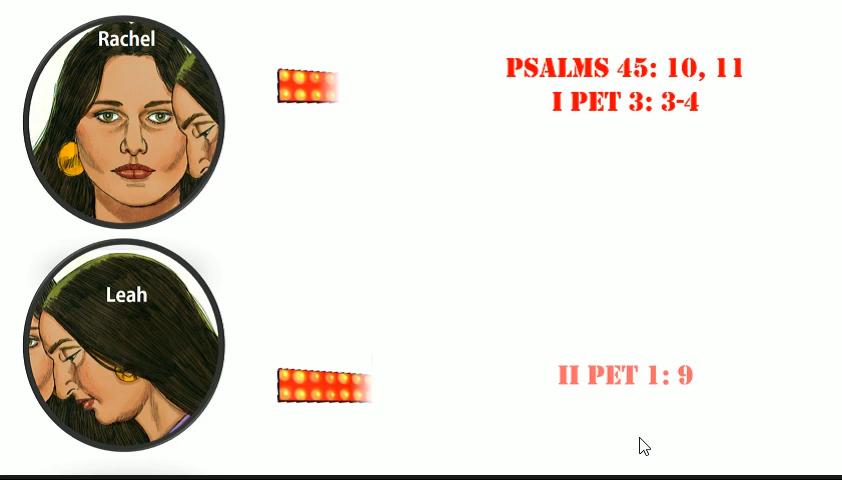 Rachel
PSALMS 45: 10, 11
I PET 3: 3-4
Leah
II PET 1: 9